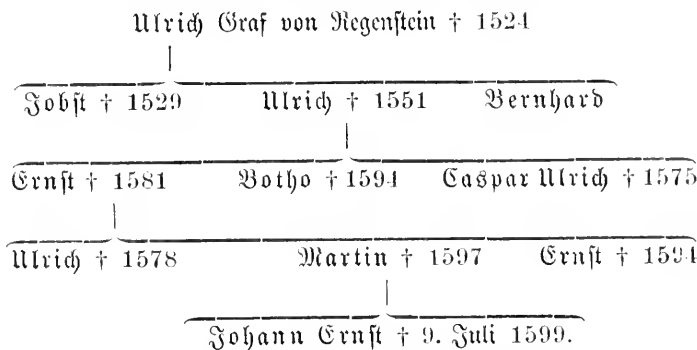 Ulrich Graf von Regenstein † 1524
Jobst † 1529 Ulrich † 1551 Bernhard
Ernst † 1581 Botho † 1594 Caspar Ulrich † 1575
Ulrich † 1578 Martin † 1597 Ernst † 1594
Johann Ernst † 9. Juli 1599.